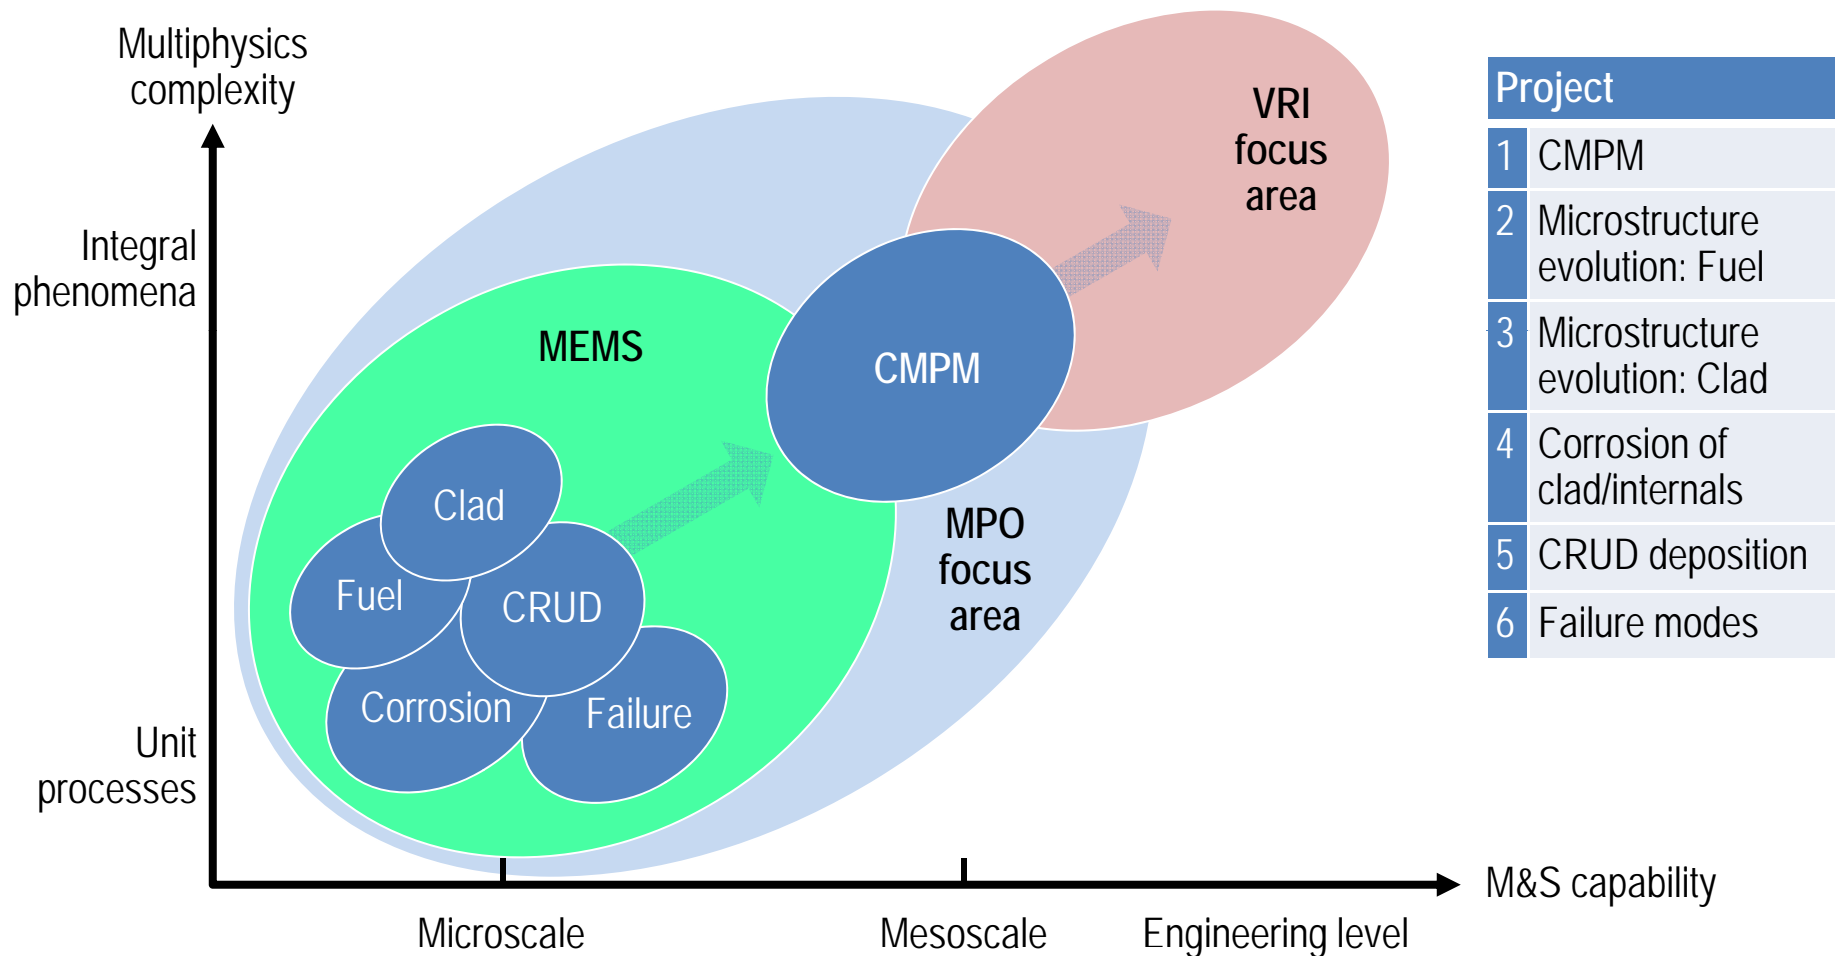 Multiphysics
complexity
Integral
phenomena
Unit
processes
VRI
focus
area
MEMS
CMPM
Clad
Fuel
CRUD
Corrosion
Failure
MPO
focus
area
M&S capability
Microscale
Mesoscale
Engineering level
Project
1 CMPM
2 Microstructure
evolution: Fuel
3 Microstructure
evolution: Clad
4 Corrosion of
clad/internals
5 CRUD deposition
6 Failure modes